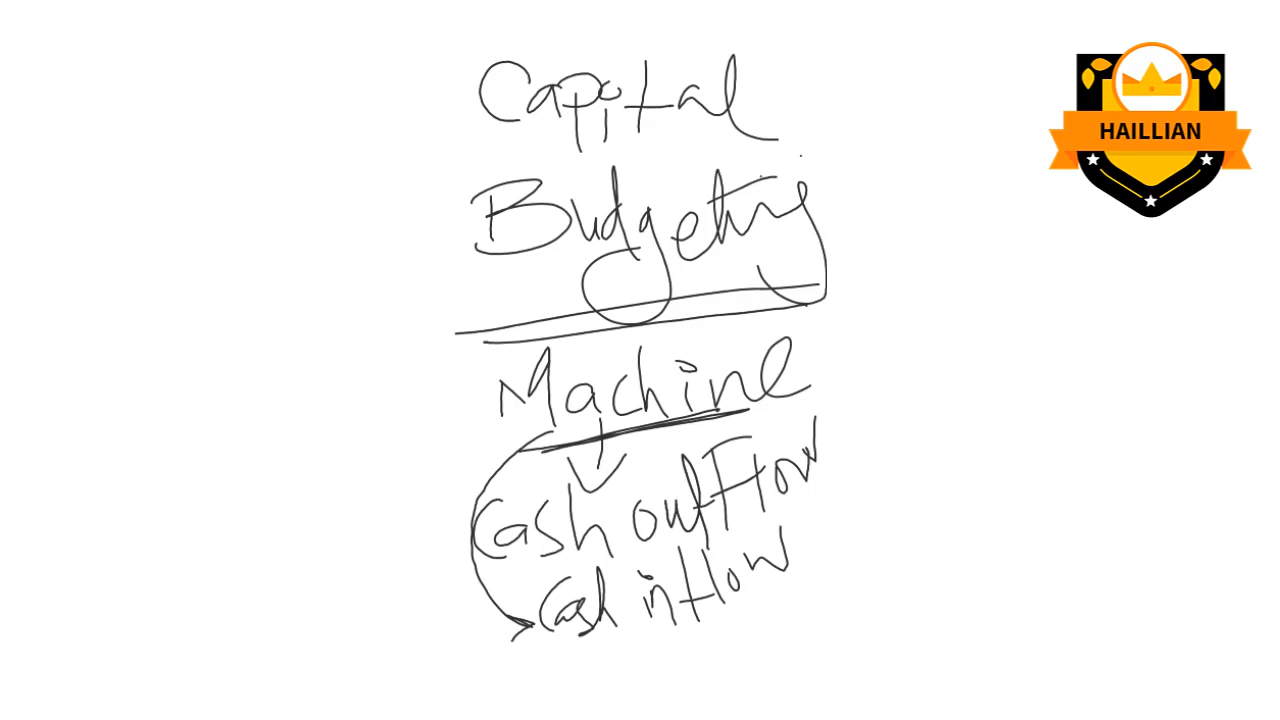 Capital
HAILLIAN
Budgeting
Machine
Cash outFlow
Cash inflow